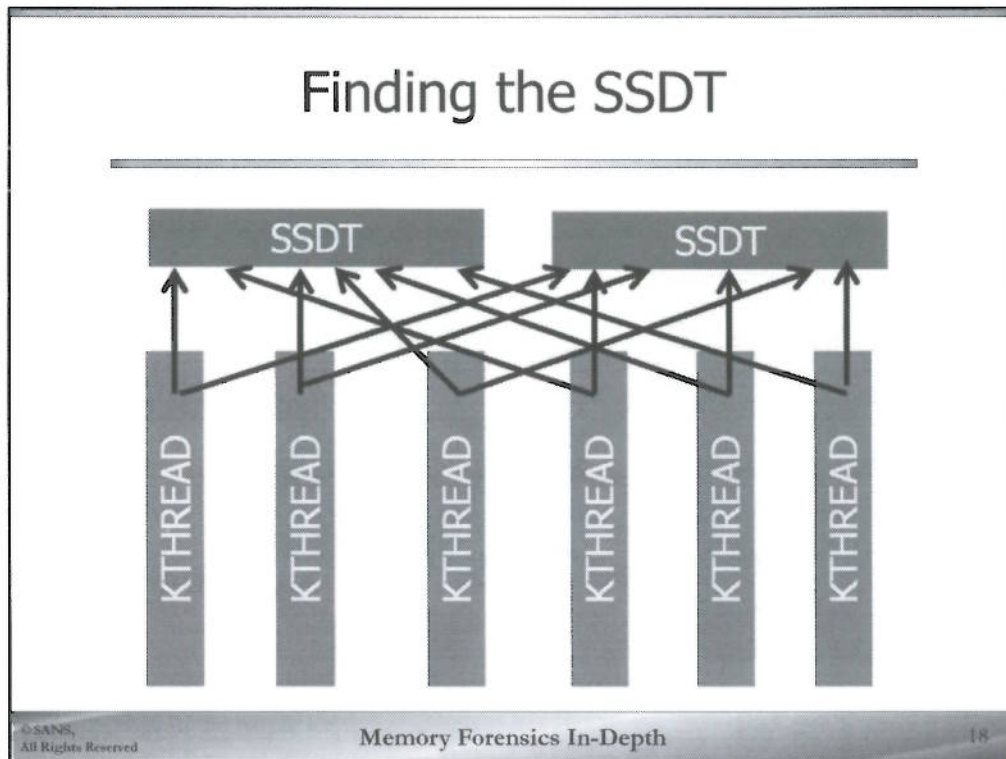 Finding the SSDT
SSDT
SSDT
KTHREAD
KTHREAD
KTHREAD
KTHREAD
KTHREAD
KTHREAD
© SANS,
All Rights Reserved
Memory Forensics In-Depth
18